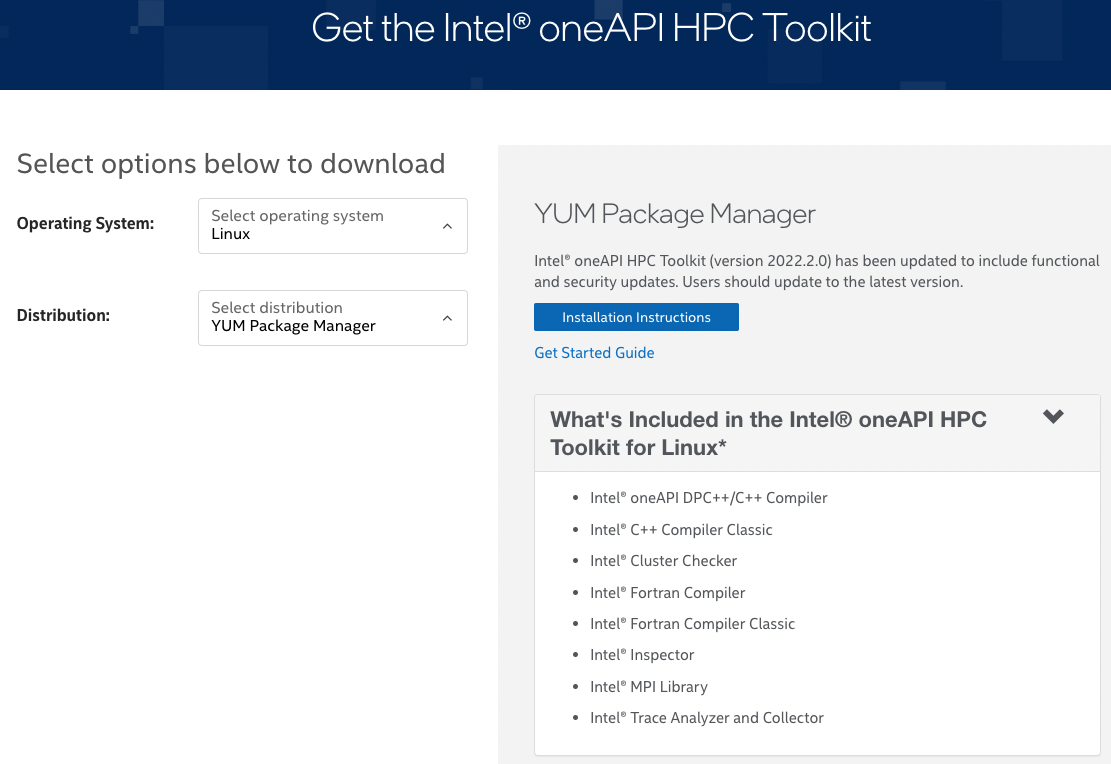 Get the Intel® oneAPI HPC Toolkit
Select options below to download
Operating System:
Select operating system
Linux
Distribution:
Select distribution
YUM Package Manager
YUM Package Manager
Intel® oneAPI HPC Toolkit (version 2022.2.0) has been updated to include functional
and security updates. Users should update to the latest version.
Installation Instructions
Get Started Guide
What's Included in the Intel® oneAPI HPC
Toolkit for Linux*
• Intel® oneAPI DPC++/C++ Compiler
• Intel® C++ Compiler Classic
• Intel® Cluster Checker
• Intel® Fortran Compiler
• Intel® Fortran Compiler Classic
• Intel® Inspector
• Intel® MPI Library
• Intel® Trace Analyzer and Collector